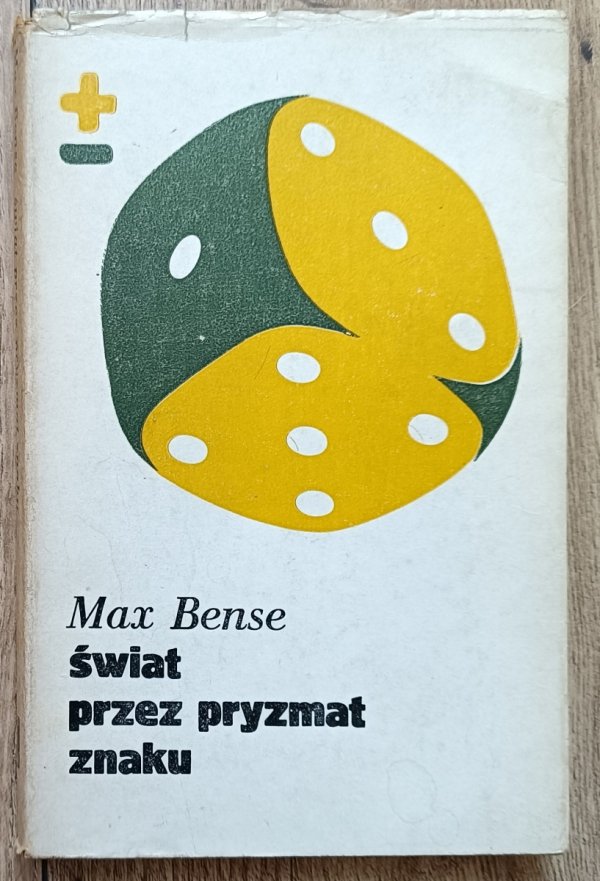 Max Bense
świat
przez pryzmat
znaku